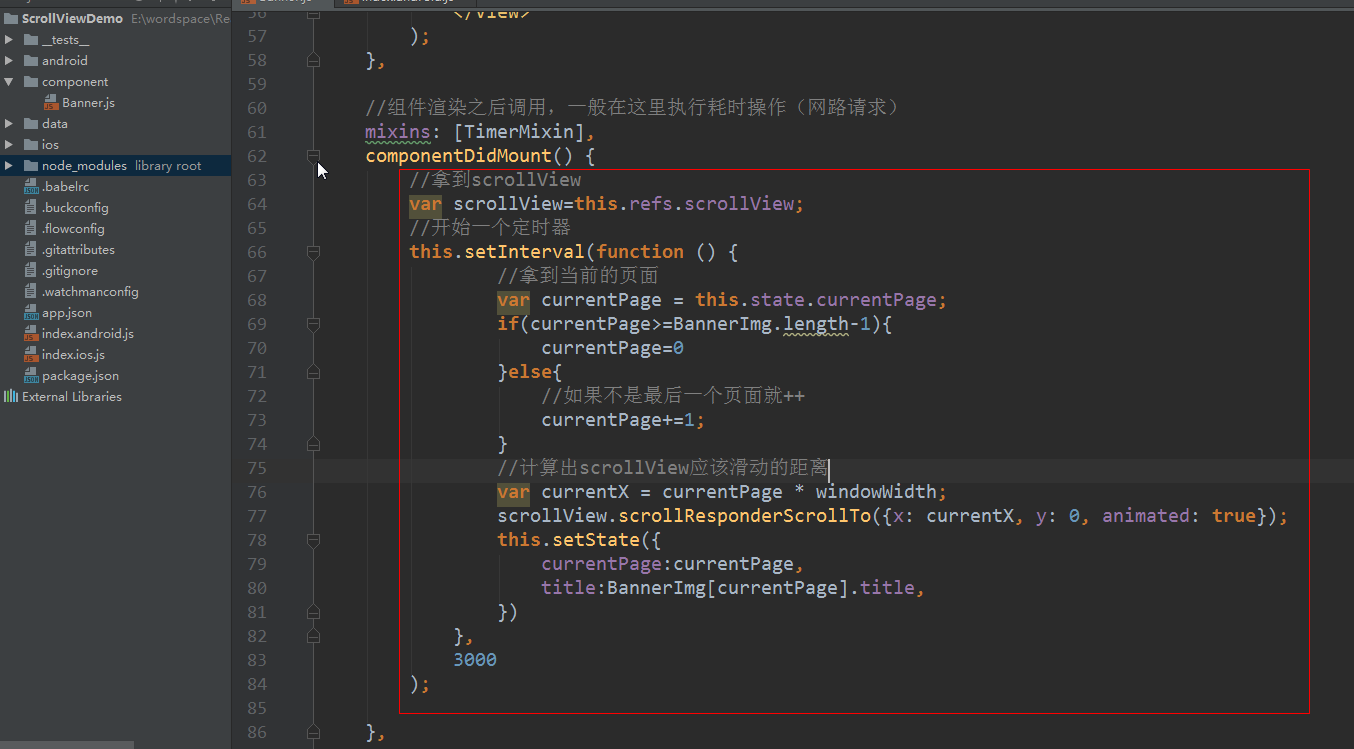 ScrollViewDemo E:\wordspace\Re
__tests__
android
component
Banner.js
data
ios
node_modules library root
.babelrc
.buckconfig
.flowconfig
.gitattributes
.gitignore
.watchmanconfig
app.json
index.android.js
index.ios.js
package.json
External Libraries
56 </View>
57 );
58 },
59
60 //组件渲染之后调用，一般在这里执行耗时操作（网路请求）
61 mixins: [TimerMixin],
62 componentDidMount() {
63 //拿到scrollView
64 var scrollView=this.refs.scrollView;
65 //开始一个定时器
66 this.setInterval(function () {
67 //拿到当前的页面
68 var currentPage = this.state.currentPage;
69 if(currentPage>=BannerImg.length-1){
70 currentPage=0
71 }else{
72 //如果不是最后一个页面就++
73 currentPage+=1;
74 }
75 //计算出scrollView应该滑动的距离
76 var currentX = currentPage * windowWidth;
77 scrollView.scrollResponderScrollTo({x: currentX, y: 0, animated: true});
78 this.setState({
79 currentPage:currentPage,
80 title:BannerImg[currentPage].title,
81 })
82 },
83 3000
84 );
85
86 },